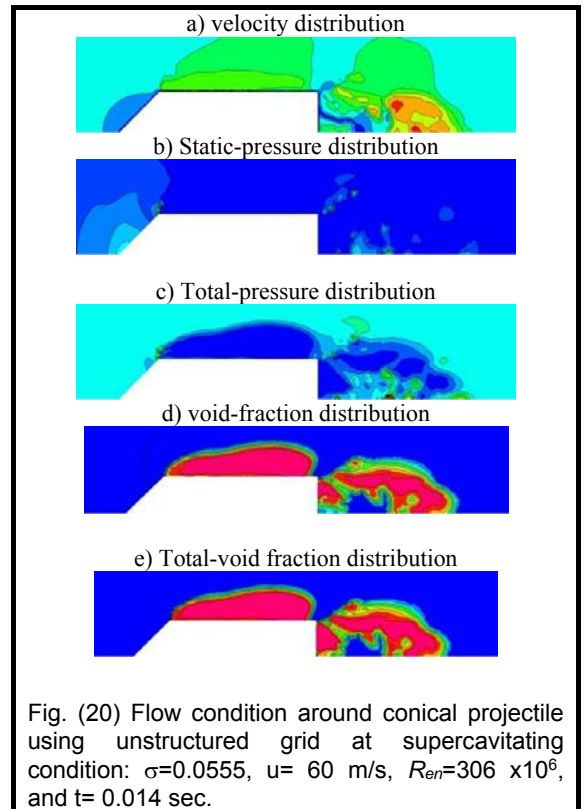 a) velocity distribution
b) Static-pressure distribution
c) Total-pressure distribution
d) void-fraction distribution
e) Total-void fraction distribution
Fig. (20) Flow condition around conical projectile
using unstructured grid at supercavitating
condition: σ=0.0555, u= 60 m/s, Ren=306 x10⁶,
and t= 0.014 sec.